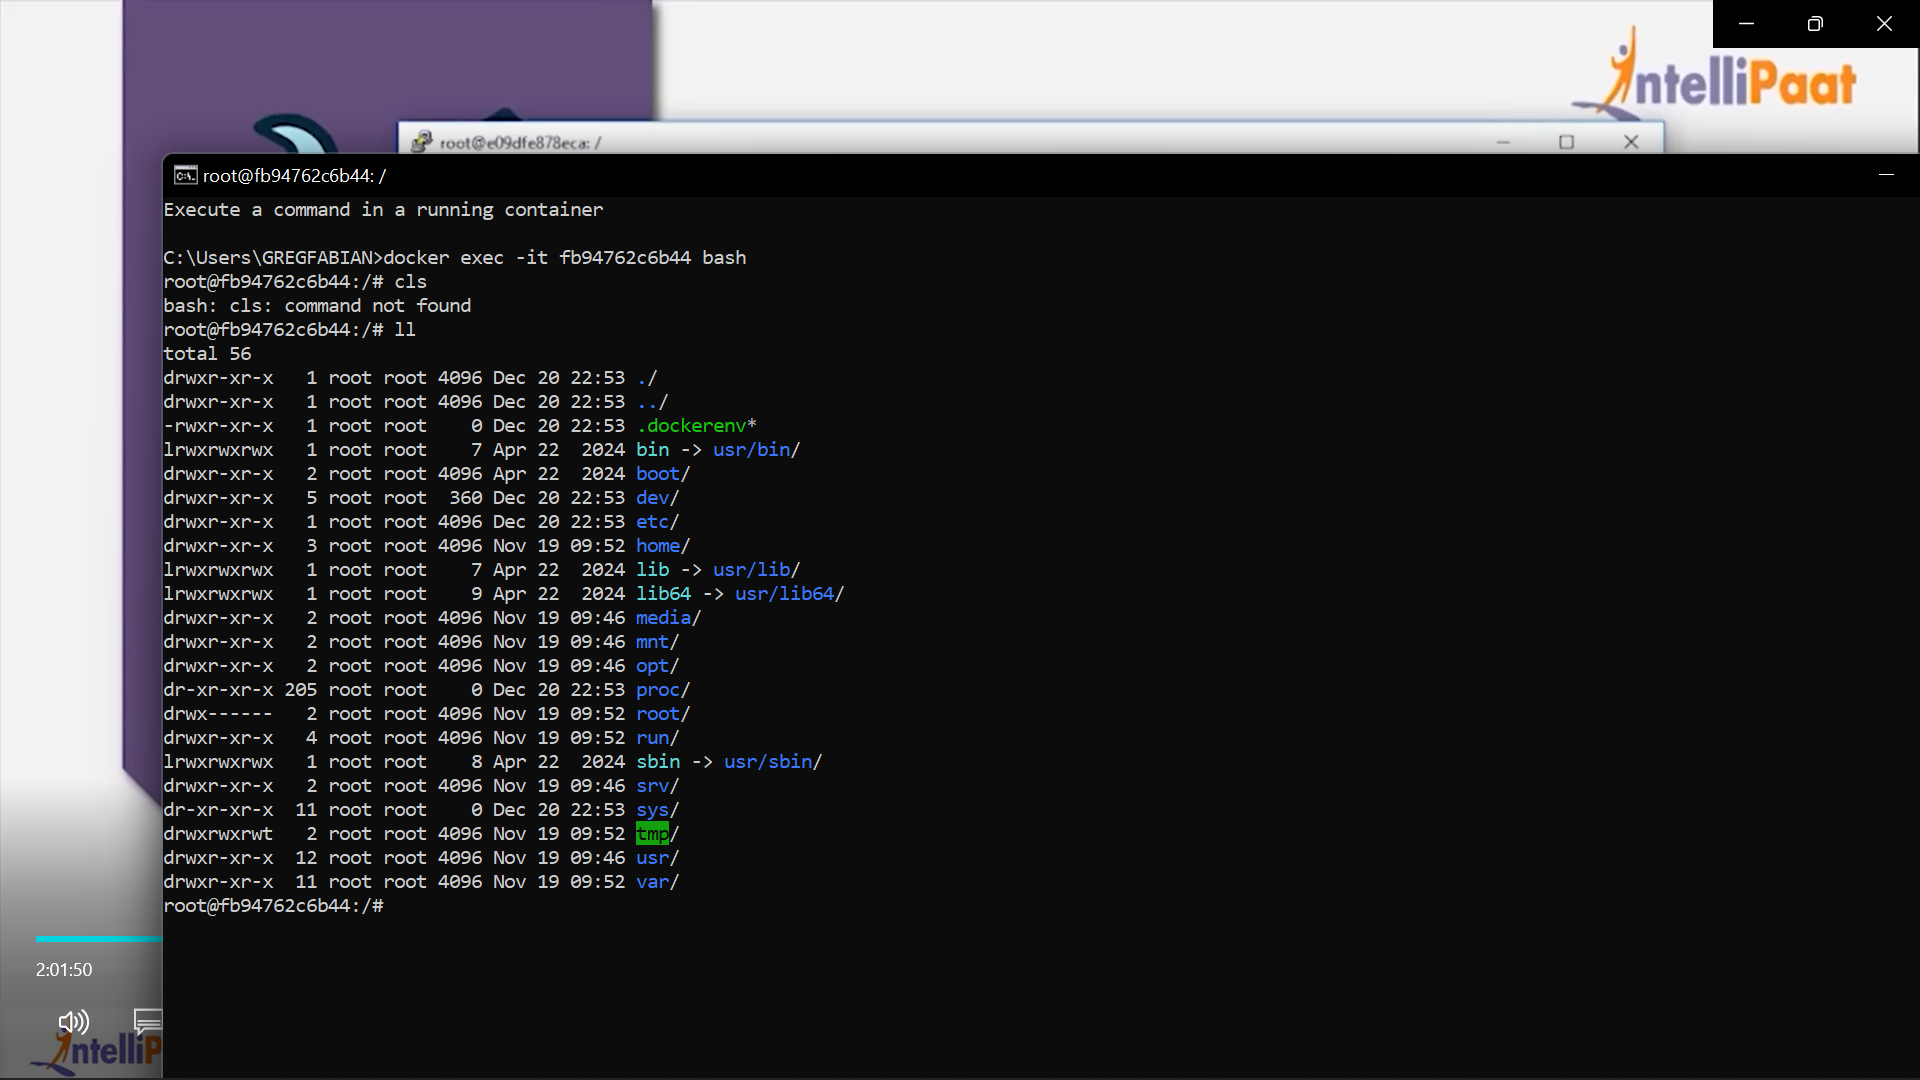 IntelliPaat
root@e09dfe878eca: /
root@fb94762c6b44: /
Execute a command in a running container
C:\Users\GREGFABIAN>docker exec -it fb94762c6b44 bash
root@fb94762c6b44:/# cls
bash: cls: command not found
root@fb94762c6b44:/# ll
total 56
drwxr-xr-x   1 root root 4096 Dec 20 22:53 ./
drwxr-xr-x   1 root root 4096 Dec 20 22:53 ../
-rwxr-xr-x   1 root root    0 Dec 20 22:53 .dockerenv*
lrwxrwxrwx   1 root root    7 Apr 22  2024 bin -> usr/bin/
drwxr-xr-x   2 root root 4096 Apr 22  2024 boot/
drwxr-xr-x   5 root root  360 Dec 20 22:53 dev/
drwxr-xr-x   1 root root 4096 Dec 20 22:53 etc/
drwxr-xr-x   3 root root 4096 Nov 19 09:52 home/
lrwxrwxrwx   1 root root    7 Apr 22  2024 lib -> usr/lib/
lrwxrwxrwx   1 root root    9 Apr 22  2024 lib64 -> usr/lib64/
drwxr-xr-x   2 root root 4096 Nov 19 09:46 media/
drwxr-xr-x   2 root root 4096 Nov 19 09:46 mnt/
drwxr-xr-x   2 root root 4096 Nov 19 09:46 opt/
dr-xr-xr-x 205 root root    0 Dec 20 22:53 proc/
drwx------   2 root root 4096 Nov 19 09:52 root/
drwxr-xr-x   4 root root 4096 Nov 19 09:52 run/
lrwxrwxrwx   1 root root    8 Apr 22  2024 sbin -> usr/sbin/
drwxr-xr-x   2 root root 4096 Nov 19 09:46 srv/
dr-xr-xr-x  11 root root    0 Dec 20 22:53 sys/
drwxrwxrwt   2 root root 4096 Nov 19 09:52 tmp/
drwxr-xr-x  12 root root 4096 Nov 19 09:46 usr/
drwxr-xr-x  11 root root 4096 Nov 19 09:52 var/
root@fb94762c6b44:/#
2:01:50
IntelliP